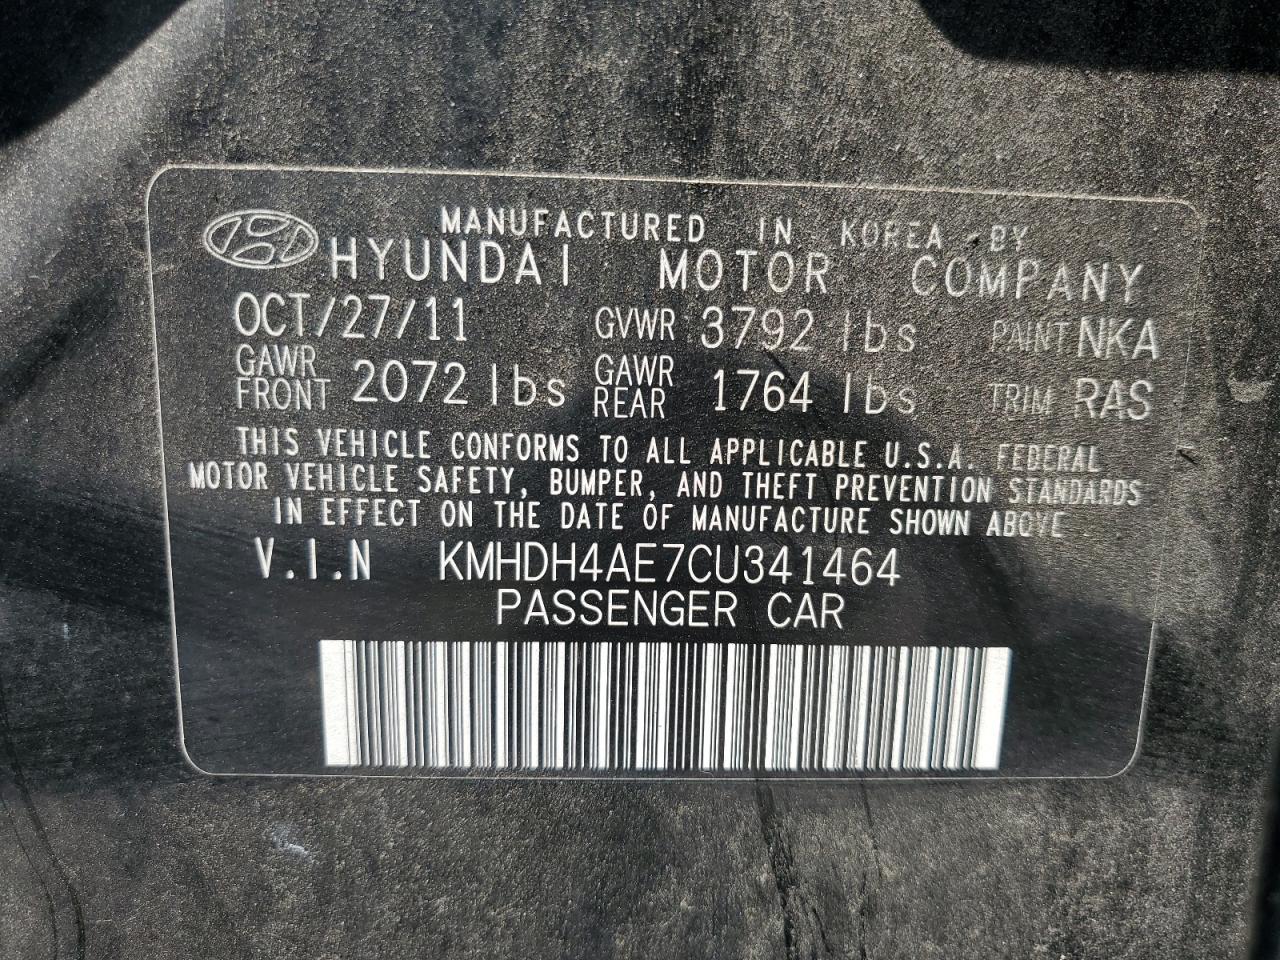 MANUFACTURED IN KOREA BY
HYUNDAI MOTOR COMPANY
OCT/27/11 GVWR 3792 lbs PAINT NKA
GAWR FRONT 2072 lbs GAWR REAR 1764 lbs TRIM RAS
THIS VEHICLE CONFORMS TO ALL APPLICABLE U.S.A. FEDERAL
MOTOR VEHICLE SAFETY, BUMPER, AND THEFT PREVENTION STANDARDS
IN EFFECT ON THE DATE OF MANUFACTURE SHOWN ABOVE
V.I.N KMHDH4AE7CU341464
PASSENGER CAR